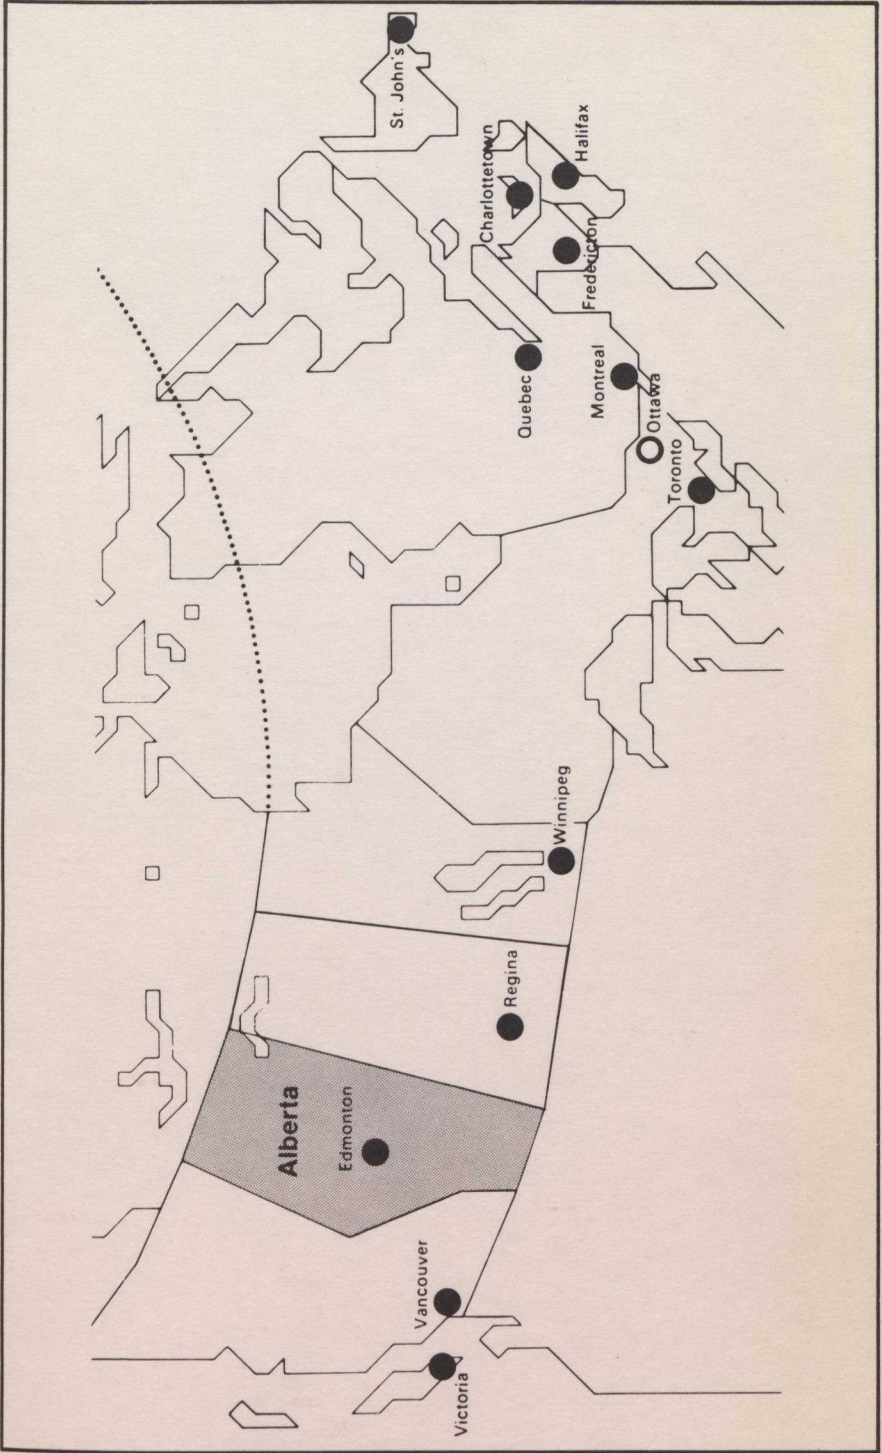 Victoria
Vancouver
Alberta
Edmonton
Regina
Winnipeg
Toronto
Ottawa
Montreal
Quebec
Fredericton
Charlottetown
Halifax
St. John's